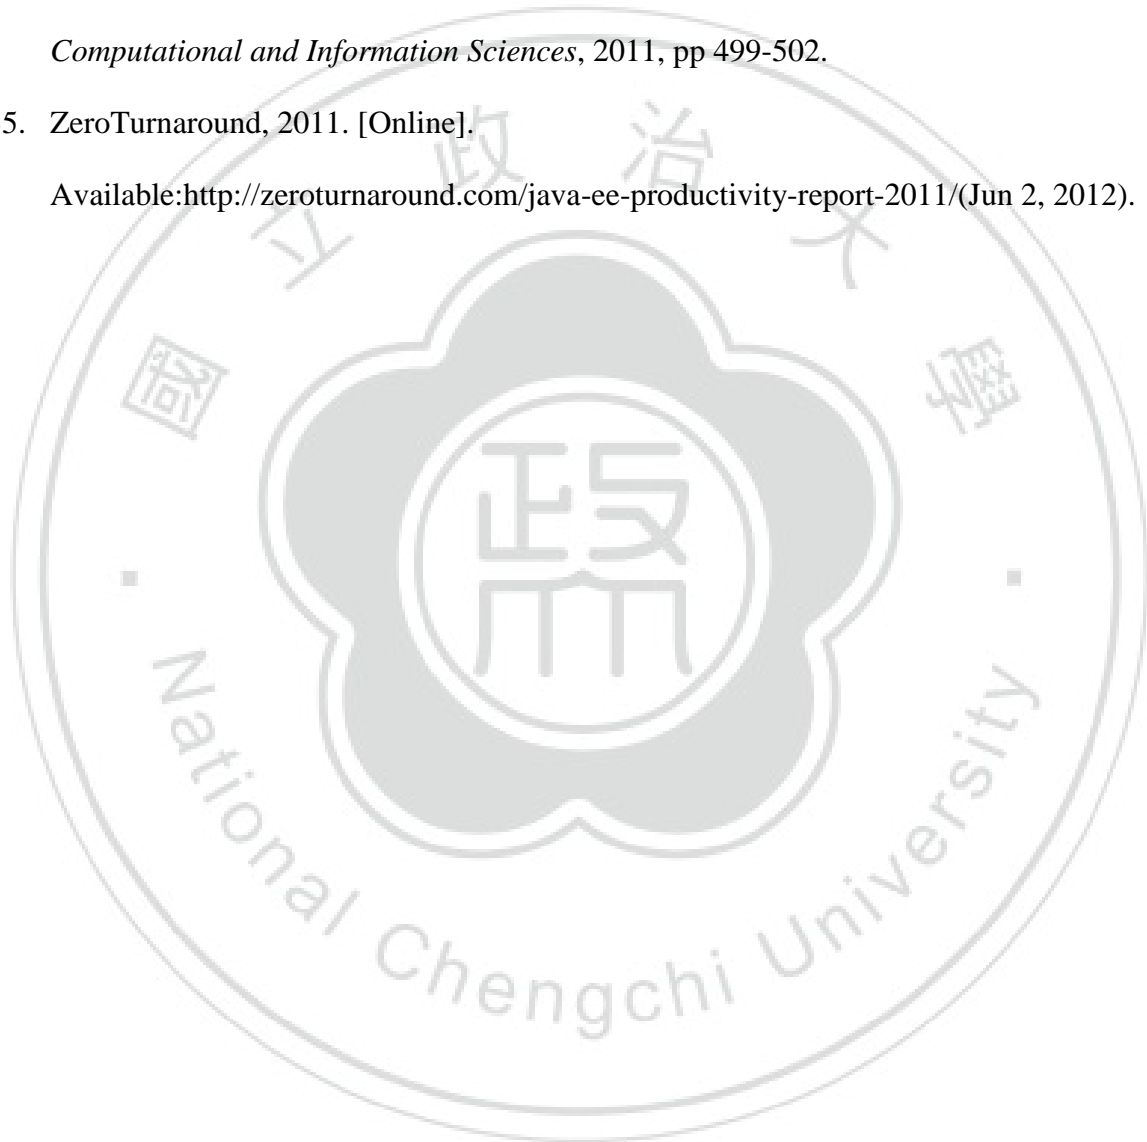 Computational and Information Sciences, 2011, pp 499-502.
5. ZeroTurnaround, 2011. [Online].
Available:http://zeroturnaround.com/java-ee-productivity-report-2011/(Jun 2, 2012).
國立政治大學
政
National Chengchi University